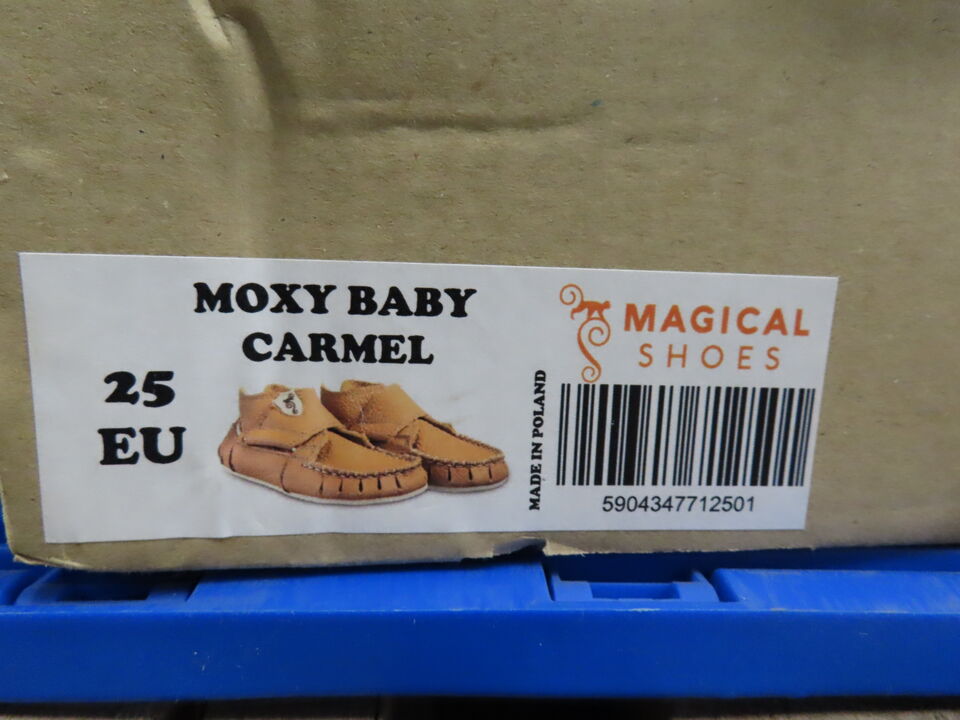 MOXY BABY
CARMEL
25
EU
MAGICAL
SHOES
MADE IN POLAND
5904347712501